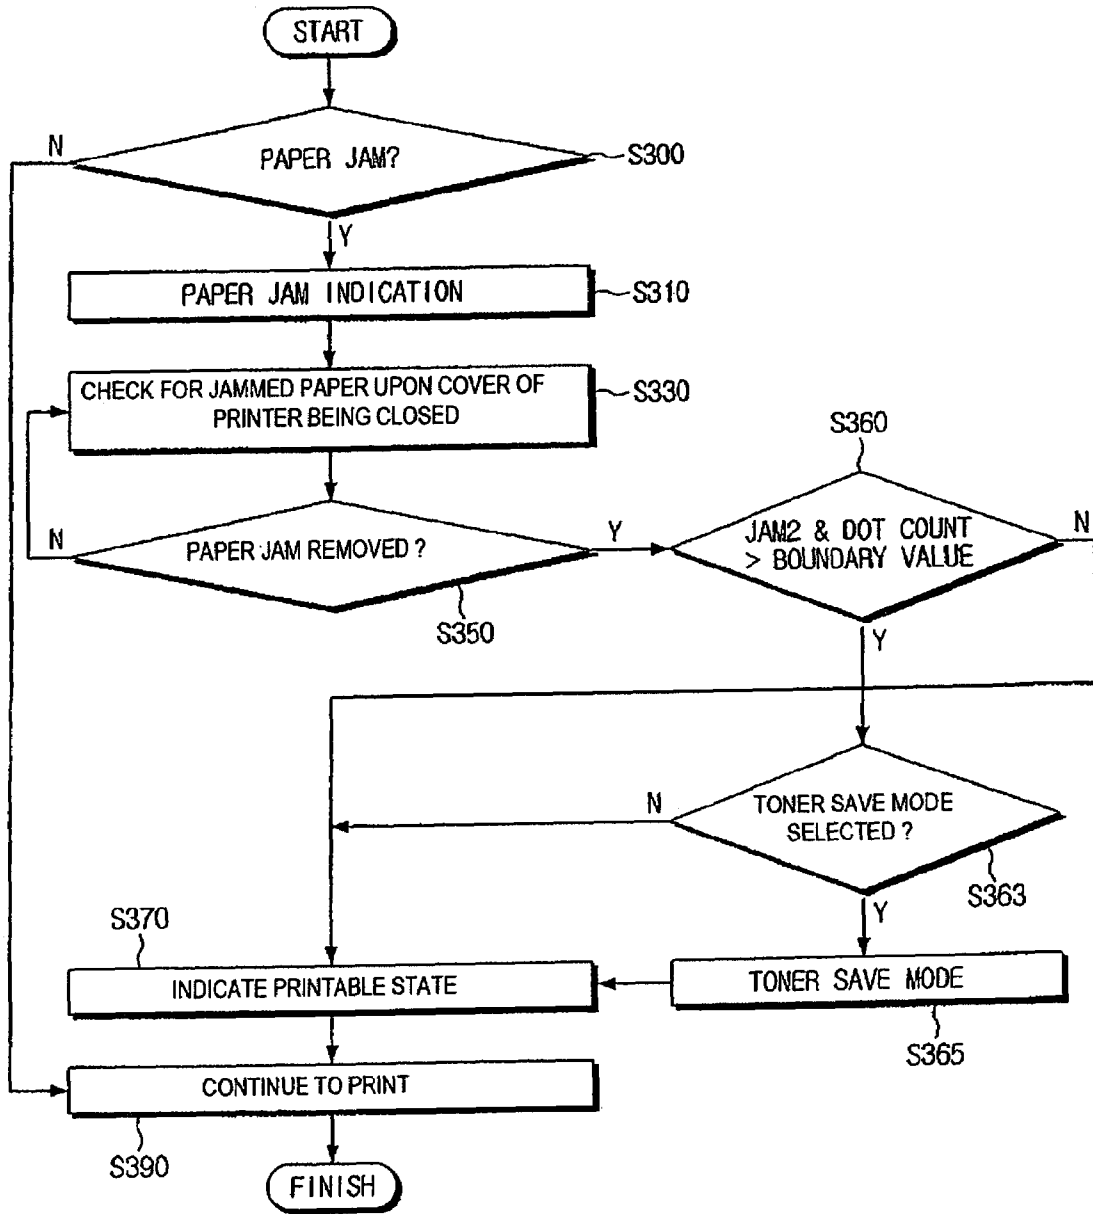 START
N
PAPER JAM?
S300
Y
PAPER JAM INDICATION
S310
CHECK FOR JAMMED PAPER UPON COVER OF
PRINTER BEING CLOSED
S330
S360
N
PAPER JAM REMOVED ?
Y
JAM2 & DOT COUNT
> BOUNDARY VALUE
N
S350
Y
N
TONER SAVE MODE
SELECTED ?
S363
Y
S370
INDICATE PRINTABLE STATE
TONER SAVE MODE
S365
CONTINUE TO PRINT
S390
FINISH